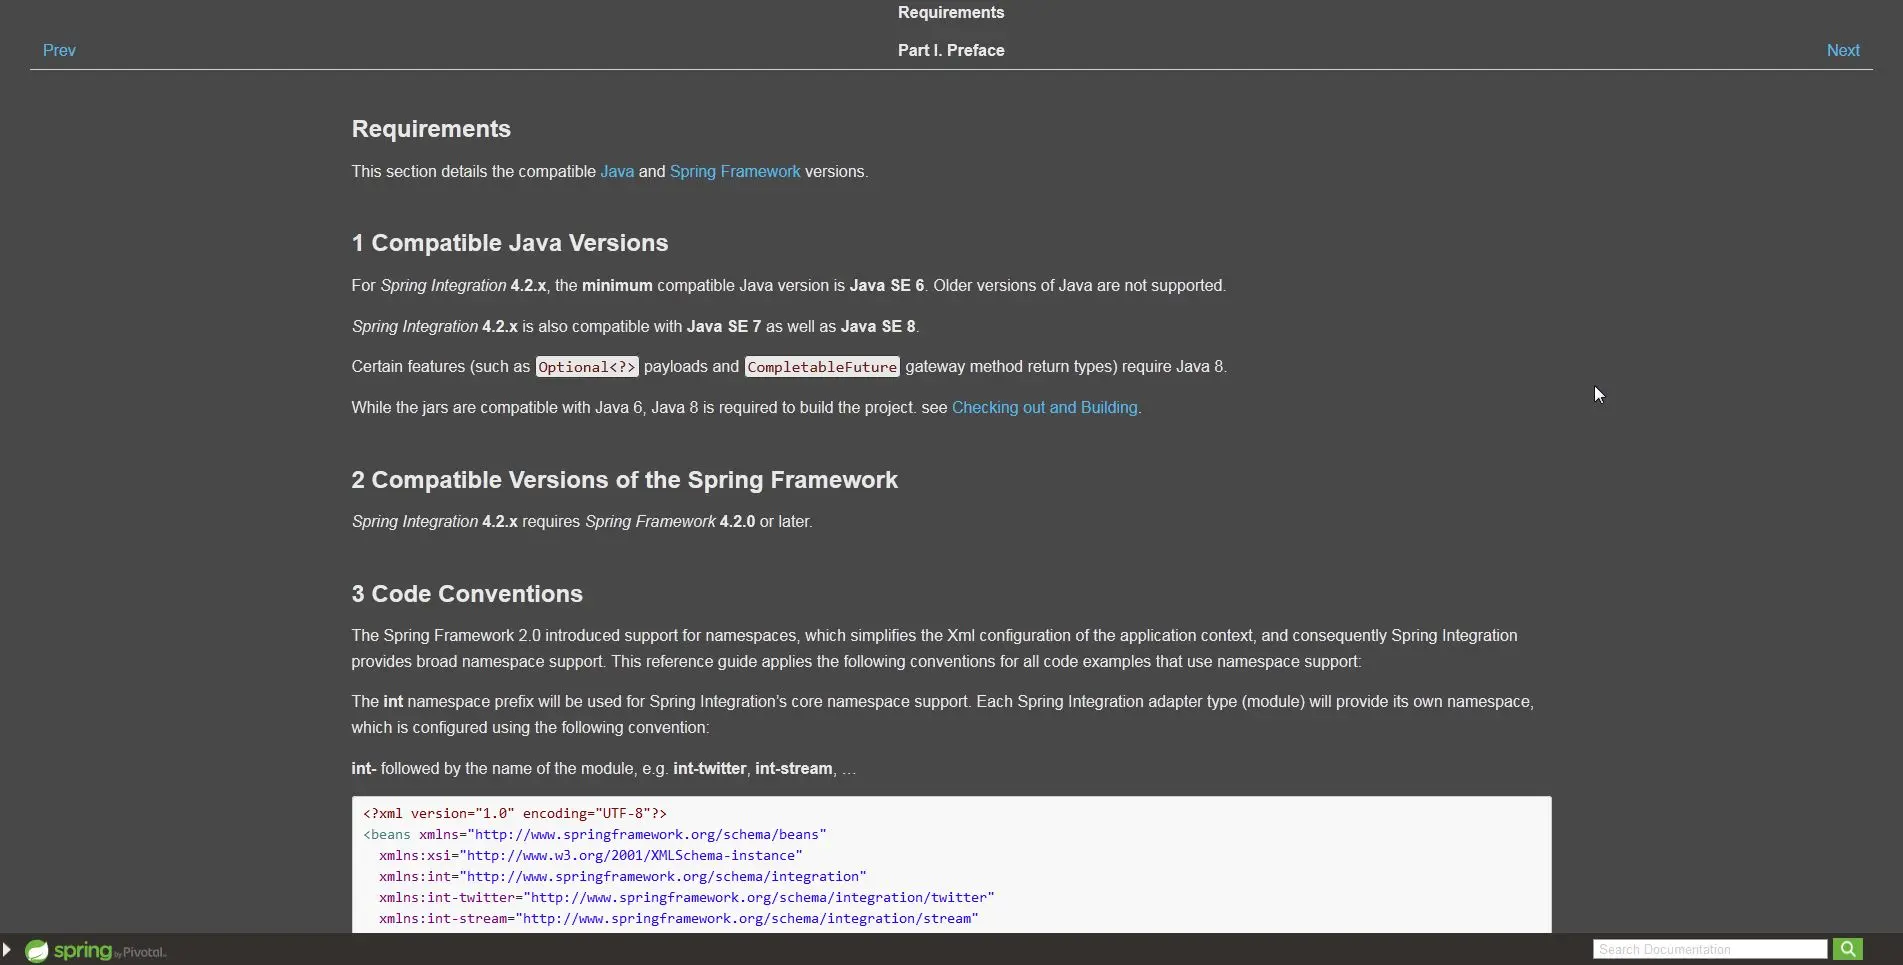 Requirements
Prev
Part I. Preface
Next
Requirements
This section details the compatible Java and Spring Framework versions.
1 Compatible Java Versions
For Spring Integration 4.2.x, the minimum compatible Java version is Java SE 6. Older versions of Java are not supported.
Spring Integration 4.2.x is also compatible with Java SE 7 as well as Java SE 8.
Certain features (such as Optional<?> payloads and CompletableFuture gateway method return types) require Java 8.
While the jars are compatible with Java 6, Java 8 is required to build the project. see Checking out and Building.
2 Compatible Versions of the Spring Framework
Spring Integration 4.2.x requires Spring Framework 4.2.0 or later.
3 Code Conventions
The Spring Framework 2.0 introduced support for namespaces, which simplifies the Xml configuration of the application context, and consequently Spring Integration
provides broad namespace support. This reference guide applies the following conventions for all code examples that use namespace support:
The int namespace prefix will be used for Spring Integration's core namespace support. Each Spring Integration adapter type (module) will provide its own namespace,
which is configured using the following convention:
int- followed by the name of the module, e.g. int-twitter, int-stream, …
<?xml version="1.0" encoding="UTF-8"?>
<beans xmlns="http://www.springframework.org/schema/beans"
xmlns:xsi="http://www.w3.org/2001/XMLSchema-instance"
xmlns:int="http://www.springframework.org/schema/integration"
xmlns:int-twitter="http://www.springframework.org/schema/integration/twitter"
xmlns:int-stream="http://www.springframework.org/schema/integration/stream"
spring by Pivotal.
Search Documentation